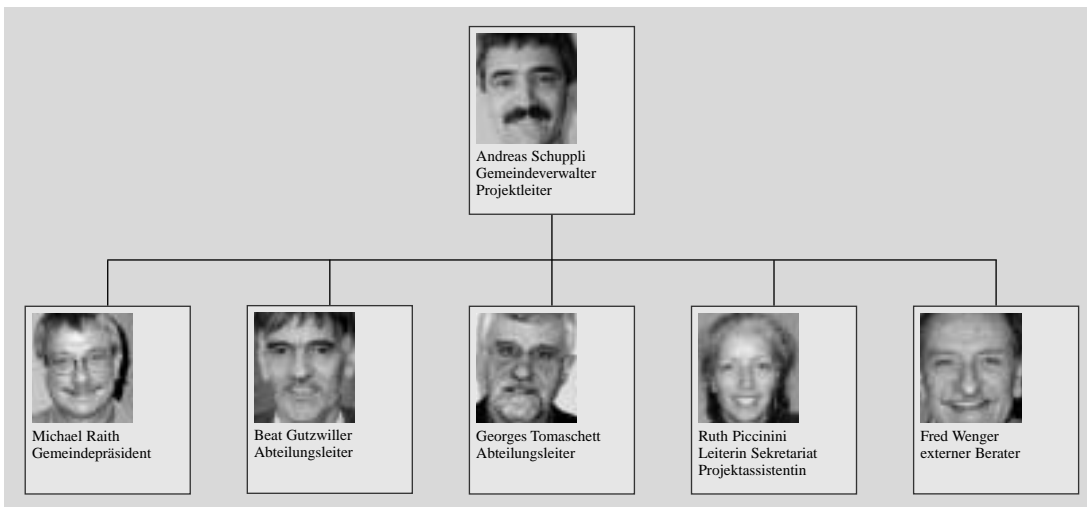 Andreas Schuppli
Gemeindeverwalter
Projektleiter
Michael Raith
Gemeindepräsident
Beat Gutzwiller
Abteilungsleiter
Georges Tomaschett
Abteilungsleiter
Ruth Piccinini
Leiterin Sekretariat
Projektassistentin
Fred Wenger
externer Berater